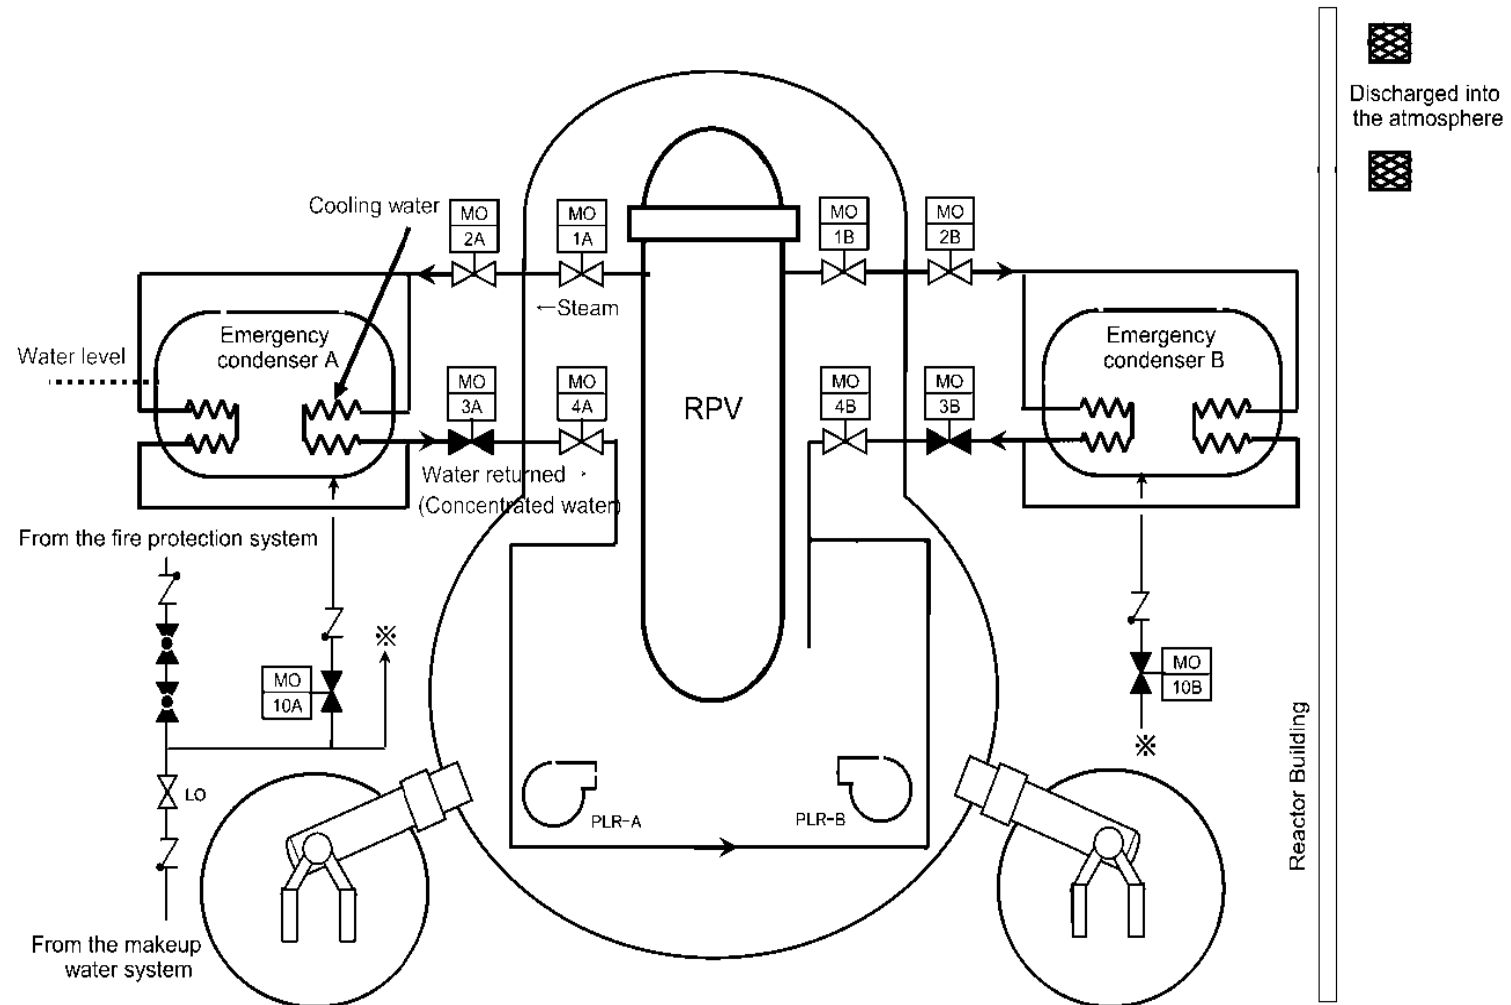 Discharged into
the atmosphere
Cooling water
MO
2A
MO
1A
MO
1B
MO
2B
←Steam
Emergency
condenser A
Emergency
condenser B
Water level
MO
3A
MO
4A
RPV
MO
4B
MO
3B
Water returned
(Concentrated water)
From the fire protection system
※
MO
10A
MO
10B
※
LO
PLR-A
PLR-B
Reactor Building
From the makeup
water system